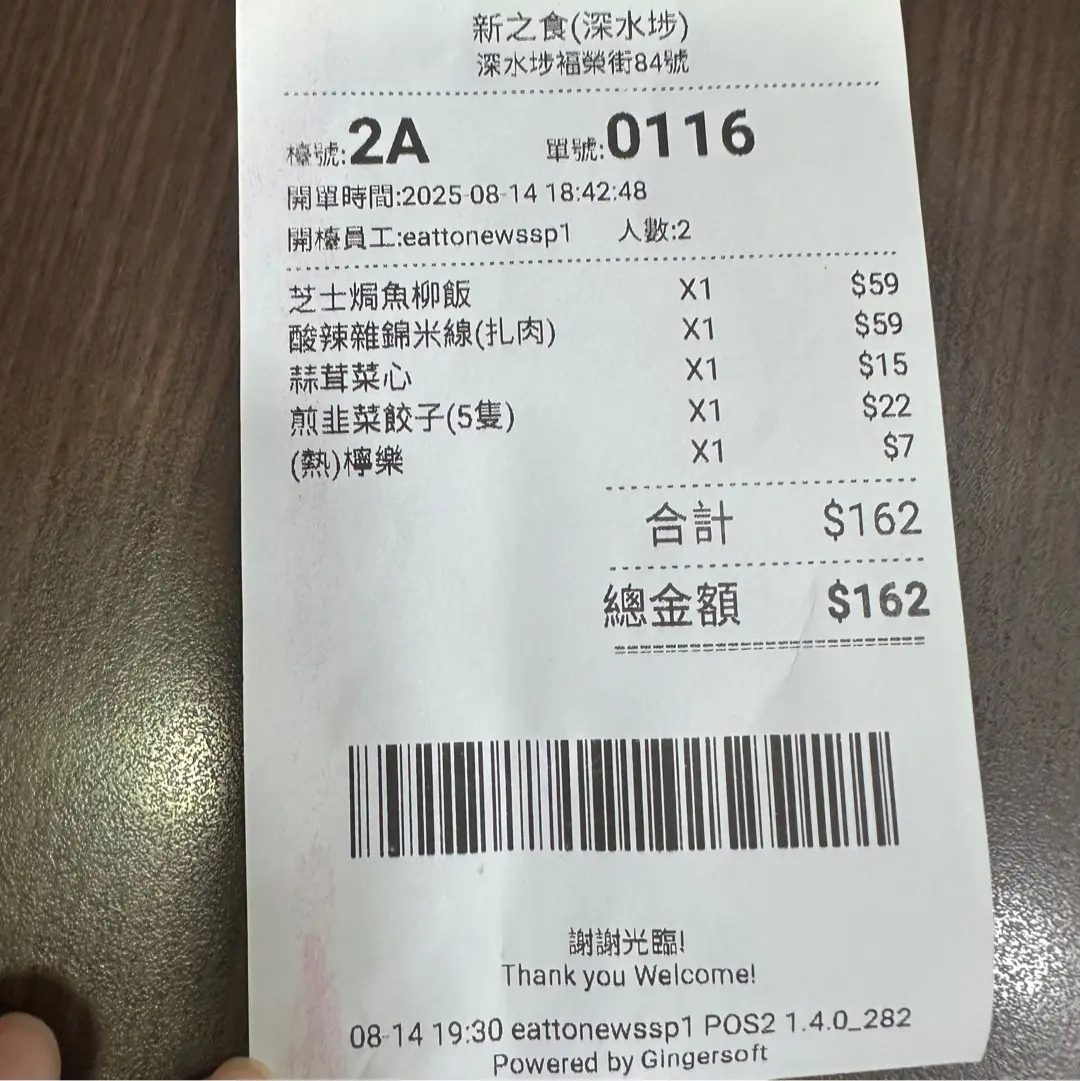 新之食(深水埗)
深水埗福榮街84號
檯號:2A 單號:0116
開單時間:2025-08-14 18:42:48
開檯員工:eattonewssp1 人數:2
芝士焗魚柳飯 X1 $59
酸辣雜錦米線(扎肉) X1 $59
蒜茸菜心 X1 $15
煎韭菜餃子(5隻) X1 $22
(熱)檸樂 X1 $7
合計 $162
總金額 $162
謝謝光臨!
Thank you Welcome!
08-14 19:30 eattonewssp1 POS2 1.4.0_282
Powered by Gingersoft